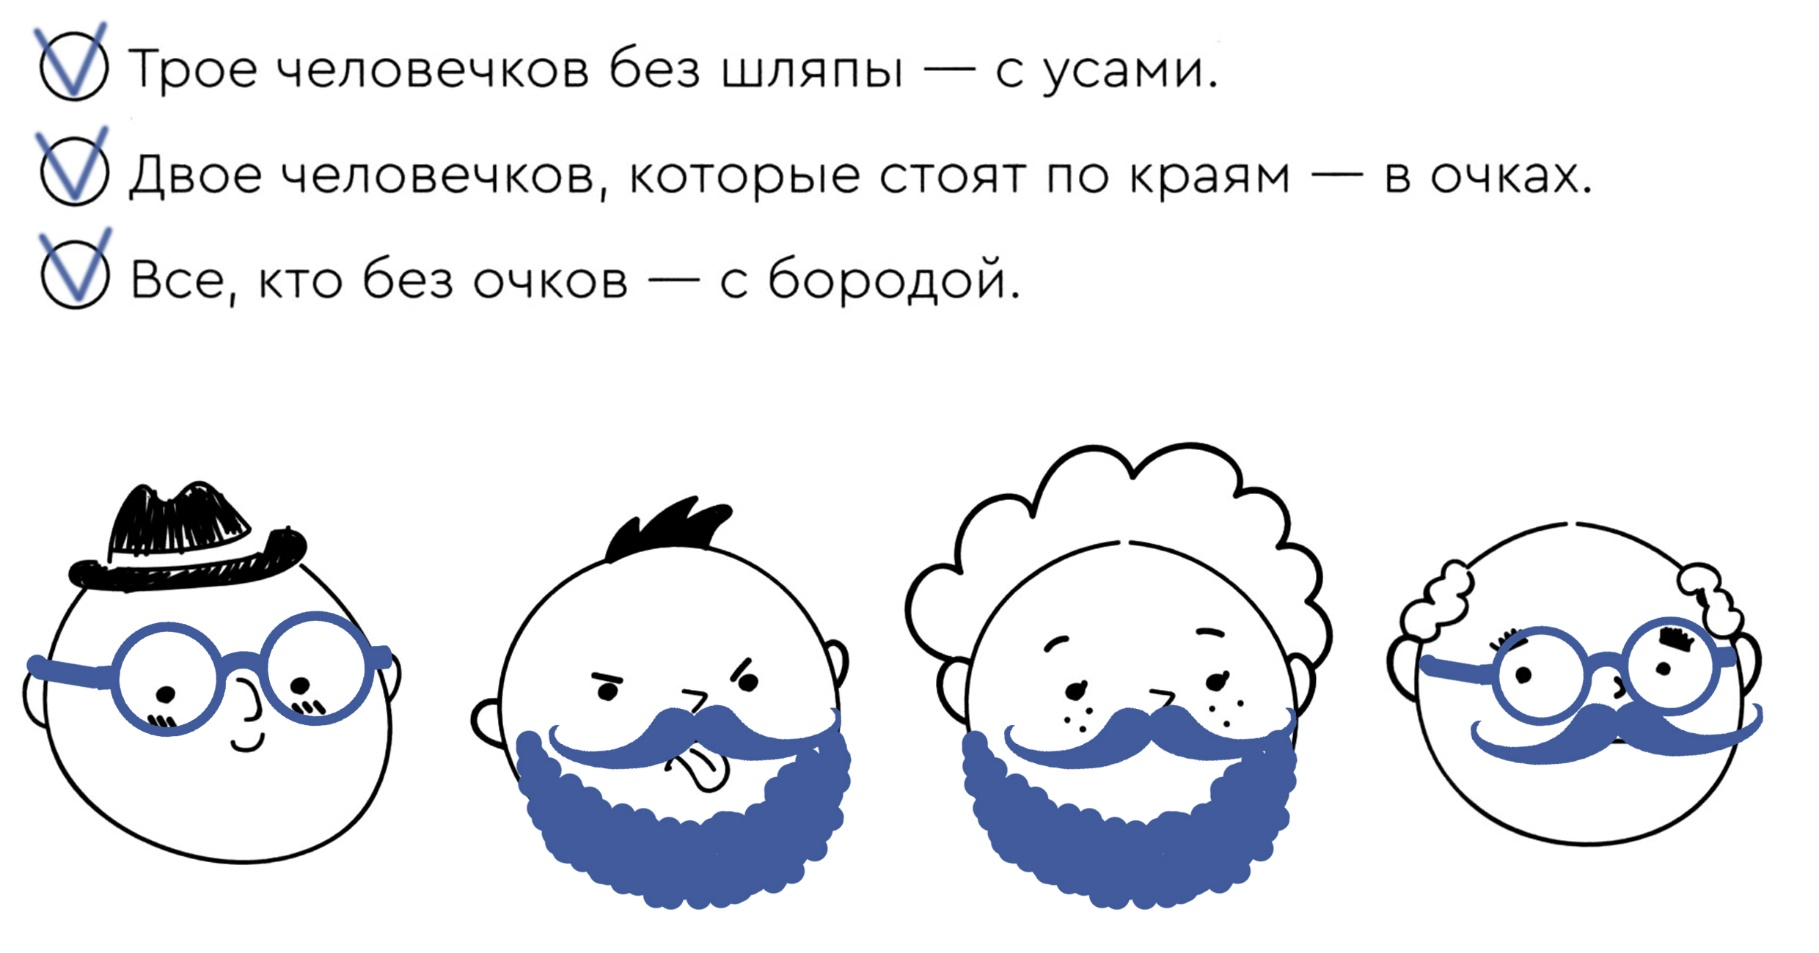 Трое человечков без шляпы — с усами.
Двое человечков, которые стоят по краям — в очках.
Все, кто без очков — с бородой.